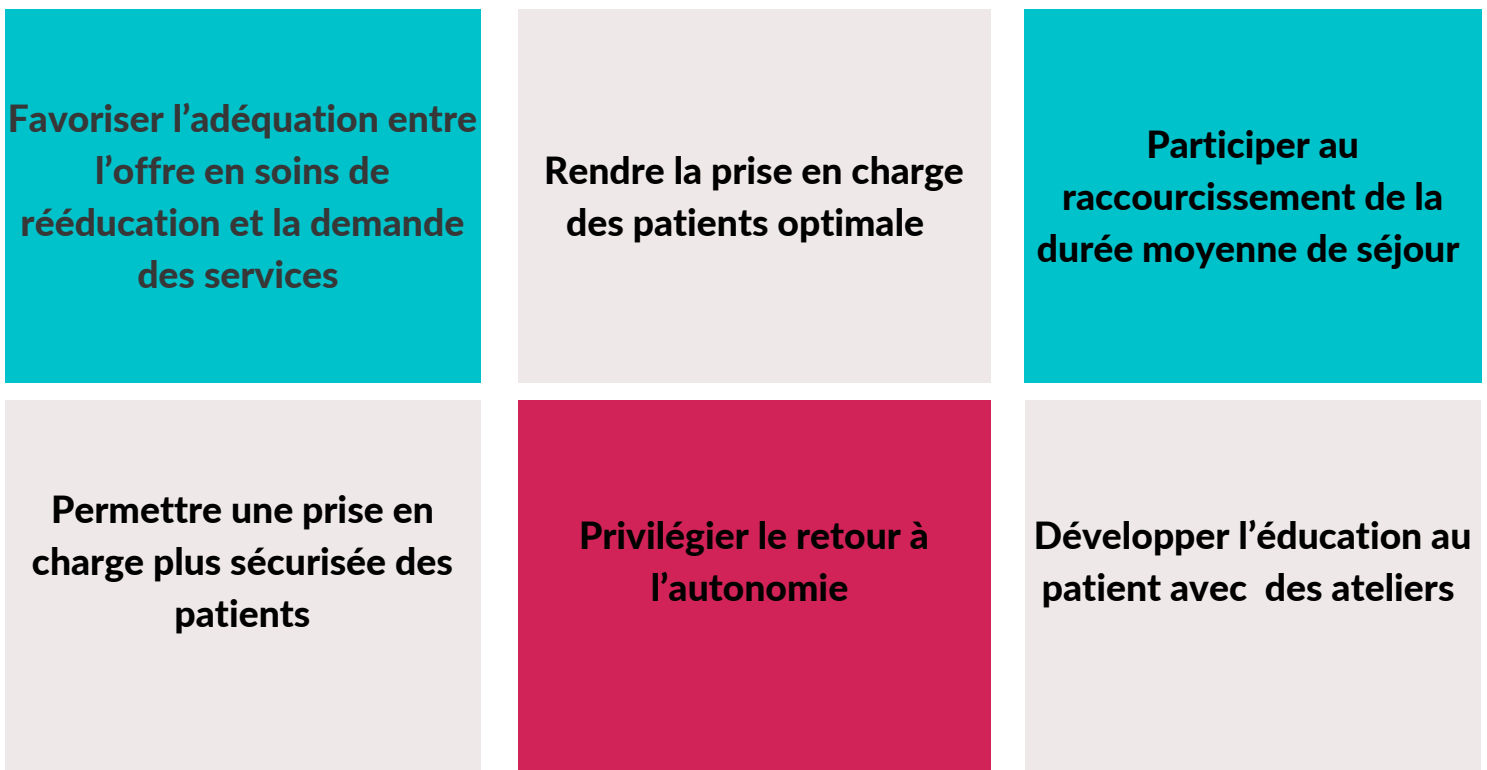 Favoriser l’adéquation entre
l’offre en soins de
rééducation et la demande
des services
Rendre la prise en charge
des patients optimale
Participer au
raccourcissement de la
durée moyenne de séjour
Permettre une prise en
charge plus sécurisée des
patients
Privilégier le retour à
l’autonomie
Développer l’éducation au
patient avec  des ateliers